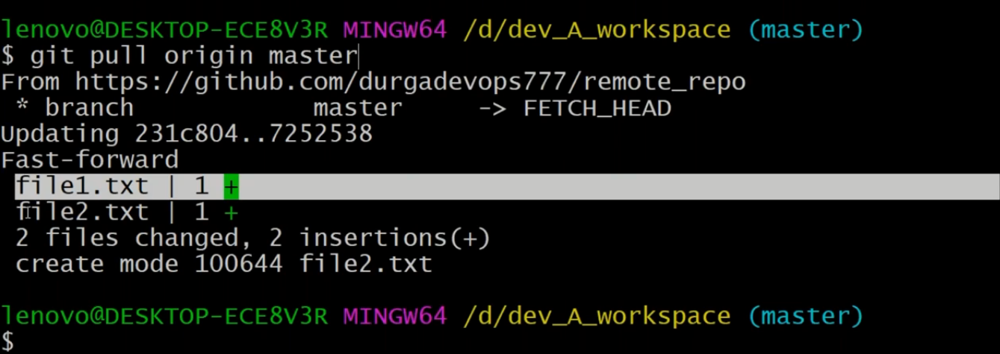 lenovo@DESKTOP-ECE8V3R MINGW64 /d/dev_A_workspace (master)
$ git pull origin master
From https://github.com/durgadevops777/remote_repo
 * branch            master     -> FETCH_HEAD
Updating 231c804..7252538
Fast-forward
 file1.txt | 1 +
 file2.txt | 1 +
 2 files changed, 2 insertions(+)
 create mode 100644 file2.txt
lenovo@DESKTOP-ECE8V3R MINGW64 /d/dev_A_workspace (master)
$